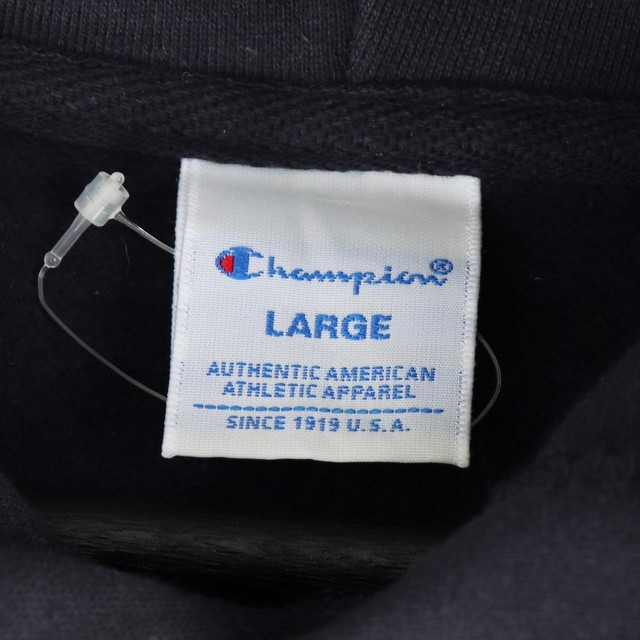 Champion®
LARGE
AUTHENTIC AMERICAN
ATHLETIC APPAREL
SINCE 1919 U.S.A.